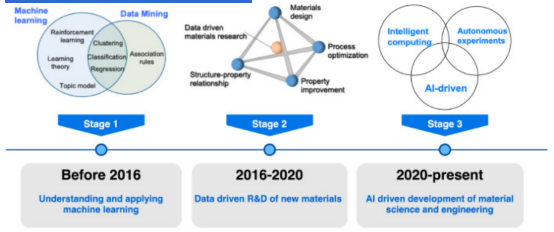 Machine
learning
Data Mining
Reinforcement
learning
Clustering
Learning
theory
Classification
Association
rules
Regression
Topic model
Materials
design
Data driven
materials research
Process
optimization
Structure-property
relationship
Property
improvement
Intelligent
computing
Autonomous
experiments
AI-driven
Stage 1
Stage 2
Stage 3
Before 2016
2016-2020
2020-present
Understanding and applying
machine learning
Data driven R&D of new materials
AI driven development of material
science and engineering